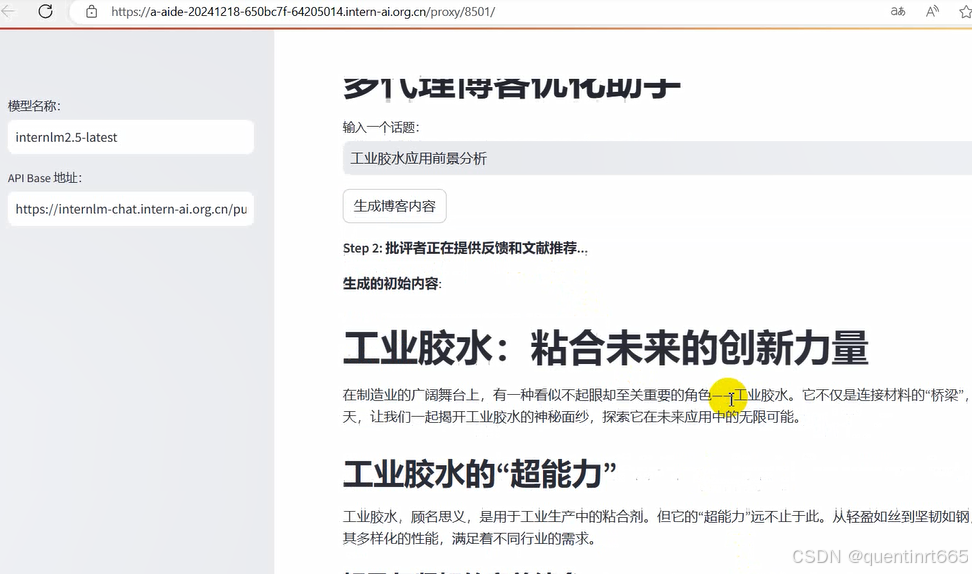 https://a-aide-20241218-650bc7f-64205014.intern-ai.org.cn/proxy/8501/
模型名称:
internlm2.5-latest
API Base 地址:
https://internlm-chat.intern-ai.org.cn/pu
多代理博客优化助手
输入一个话题:
工业胶水应用前景分析
生成博客内容
Step 2: 批评者正在提供反馈和文献推荐...
生成的初始内容:
工业胶水：粘合未来的创新力量
在制造业的广阔舞台上，有一种看似不起眼却至关重要的角色——工业胶水。它不仅是连接材料的“桥梁”，
天，让我们一起揭开工业胶水的神秘面纱，探索它在未来应用中的无限可能。
工业胶水的“超能力”
工业胶水，顾名思义，是用于工业生产中的粘合剂。但它的“超能力”远不止于此。从轻盈如丝到坚韧如钢，
其多样化的性能，满足着不同行业的需求。
CSDN @quentinrt665